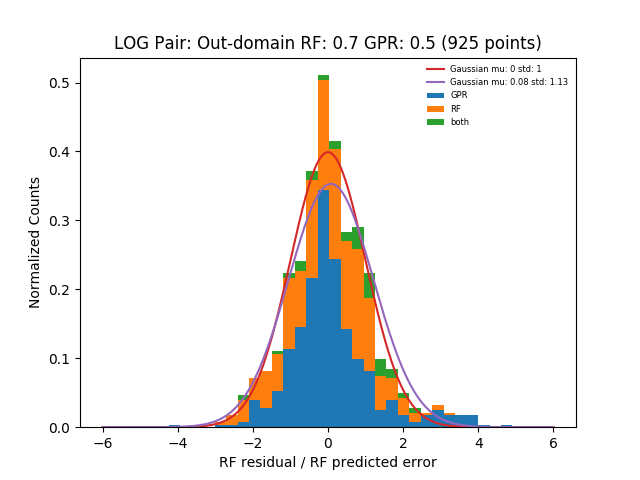 LOG Pair: Out-domain RF: 0.7 GPR: 0.5 (925 points)
Gaussian mu: 0 std: 1
Gaussian mu: 0.08 std: 1.13
GPR
RF
both
Normalized Counts
0.5
0.4
0.3
0.2
0.1
0.0
−6 −4 −2 0 2 4 6
RF residual / RF predicted error